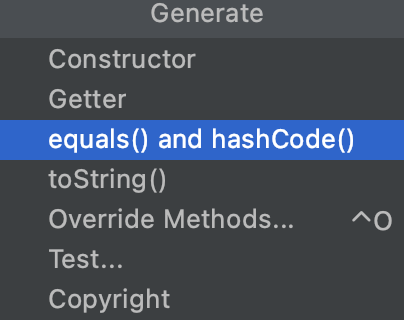 Generate
Constructor
Getter
equals() and hashCode()
toString()
Override Methods... ^O
Test...
Copyright